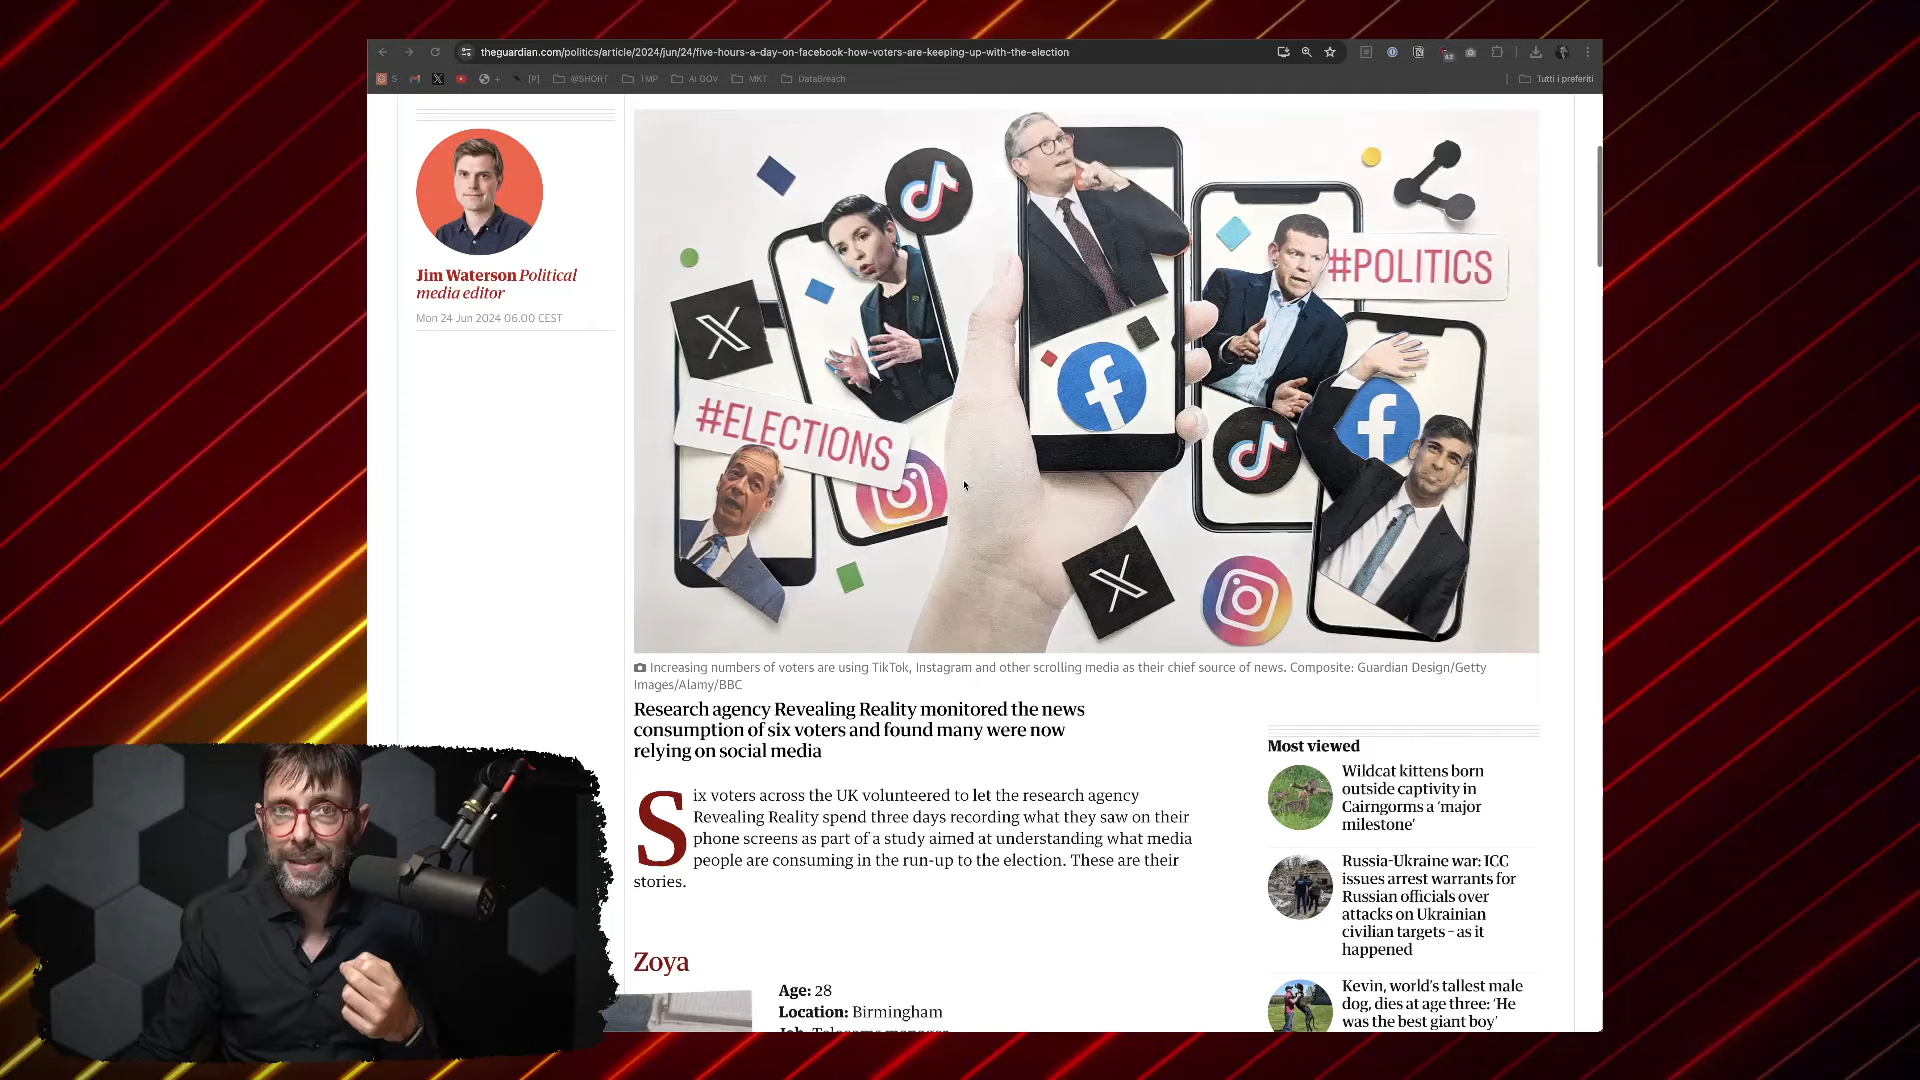 theguardian.com/politics/article/2024/jun/24/five-hours-a-day-on-facebook-how-voters-are-keeping-up-with-the-election
S
[P]
@SHORT
TMP
AI GOV
MKT
DataBreach
Tutti i preferiti
Jim Waterson Political
media editor
Mon 24 Jun 2024 06.00 CEST
#POLITICS
#ELECTIONS
Increasing numbers of voters are using TikTok, Instagram and other scrolling media as their chief source of news. Composite: Guardian Design/Getty
Images/Alamy/BBC
Research agency Revealing Reality monitored the news
consumption of six voters and found many were now
relying on social media
Six voters across the UK volunteered to let the research agency
Revealing Reality spend three days recording what they saw on their
phone screens as part of a study aimed at understanding what media
people are consuming in the run-up to the election. These are their
stories.
Zoya
Age: 28
Location: Birmingham
Most viewed
Wildcat kittens born
outside captivity in
Cairngorms a ‘major
milestone’
Russia-Ukraine war: ICC
issues arrest warrants for
Russian officials over
attacks on Ukrainian
civilian targets – as it
happened
Kevin, world’s tallest male
dog, dies at age three: ‘He
was the best giant boy’